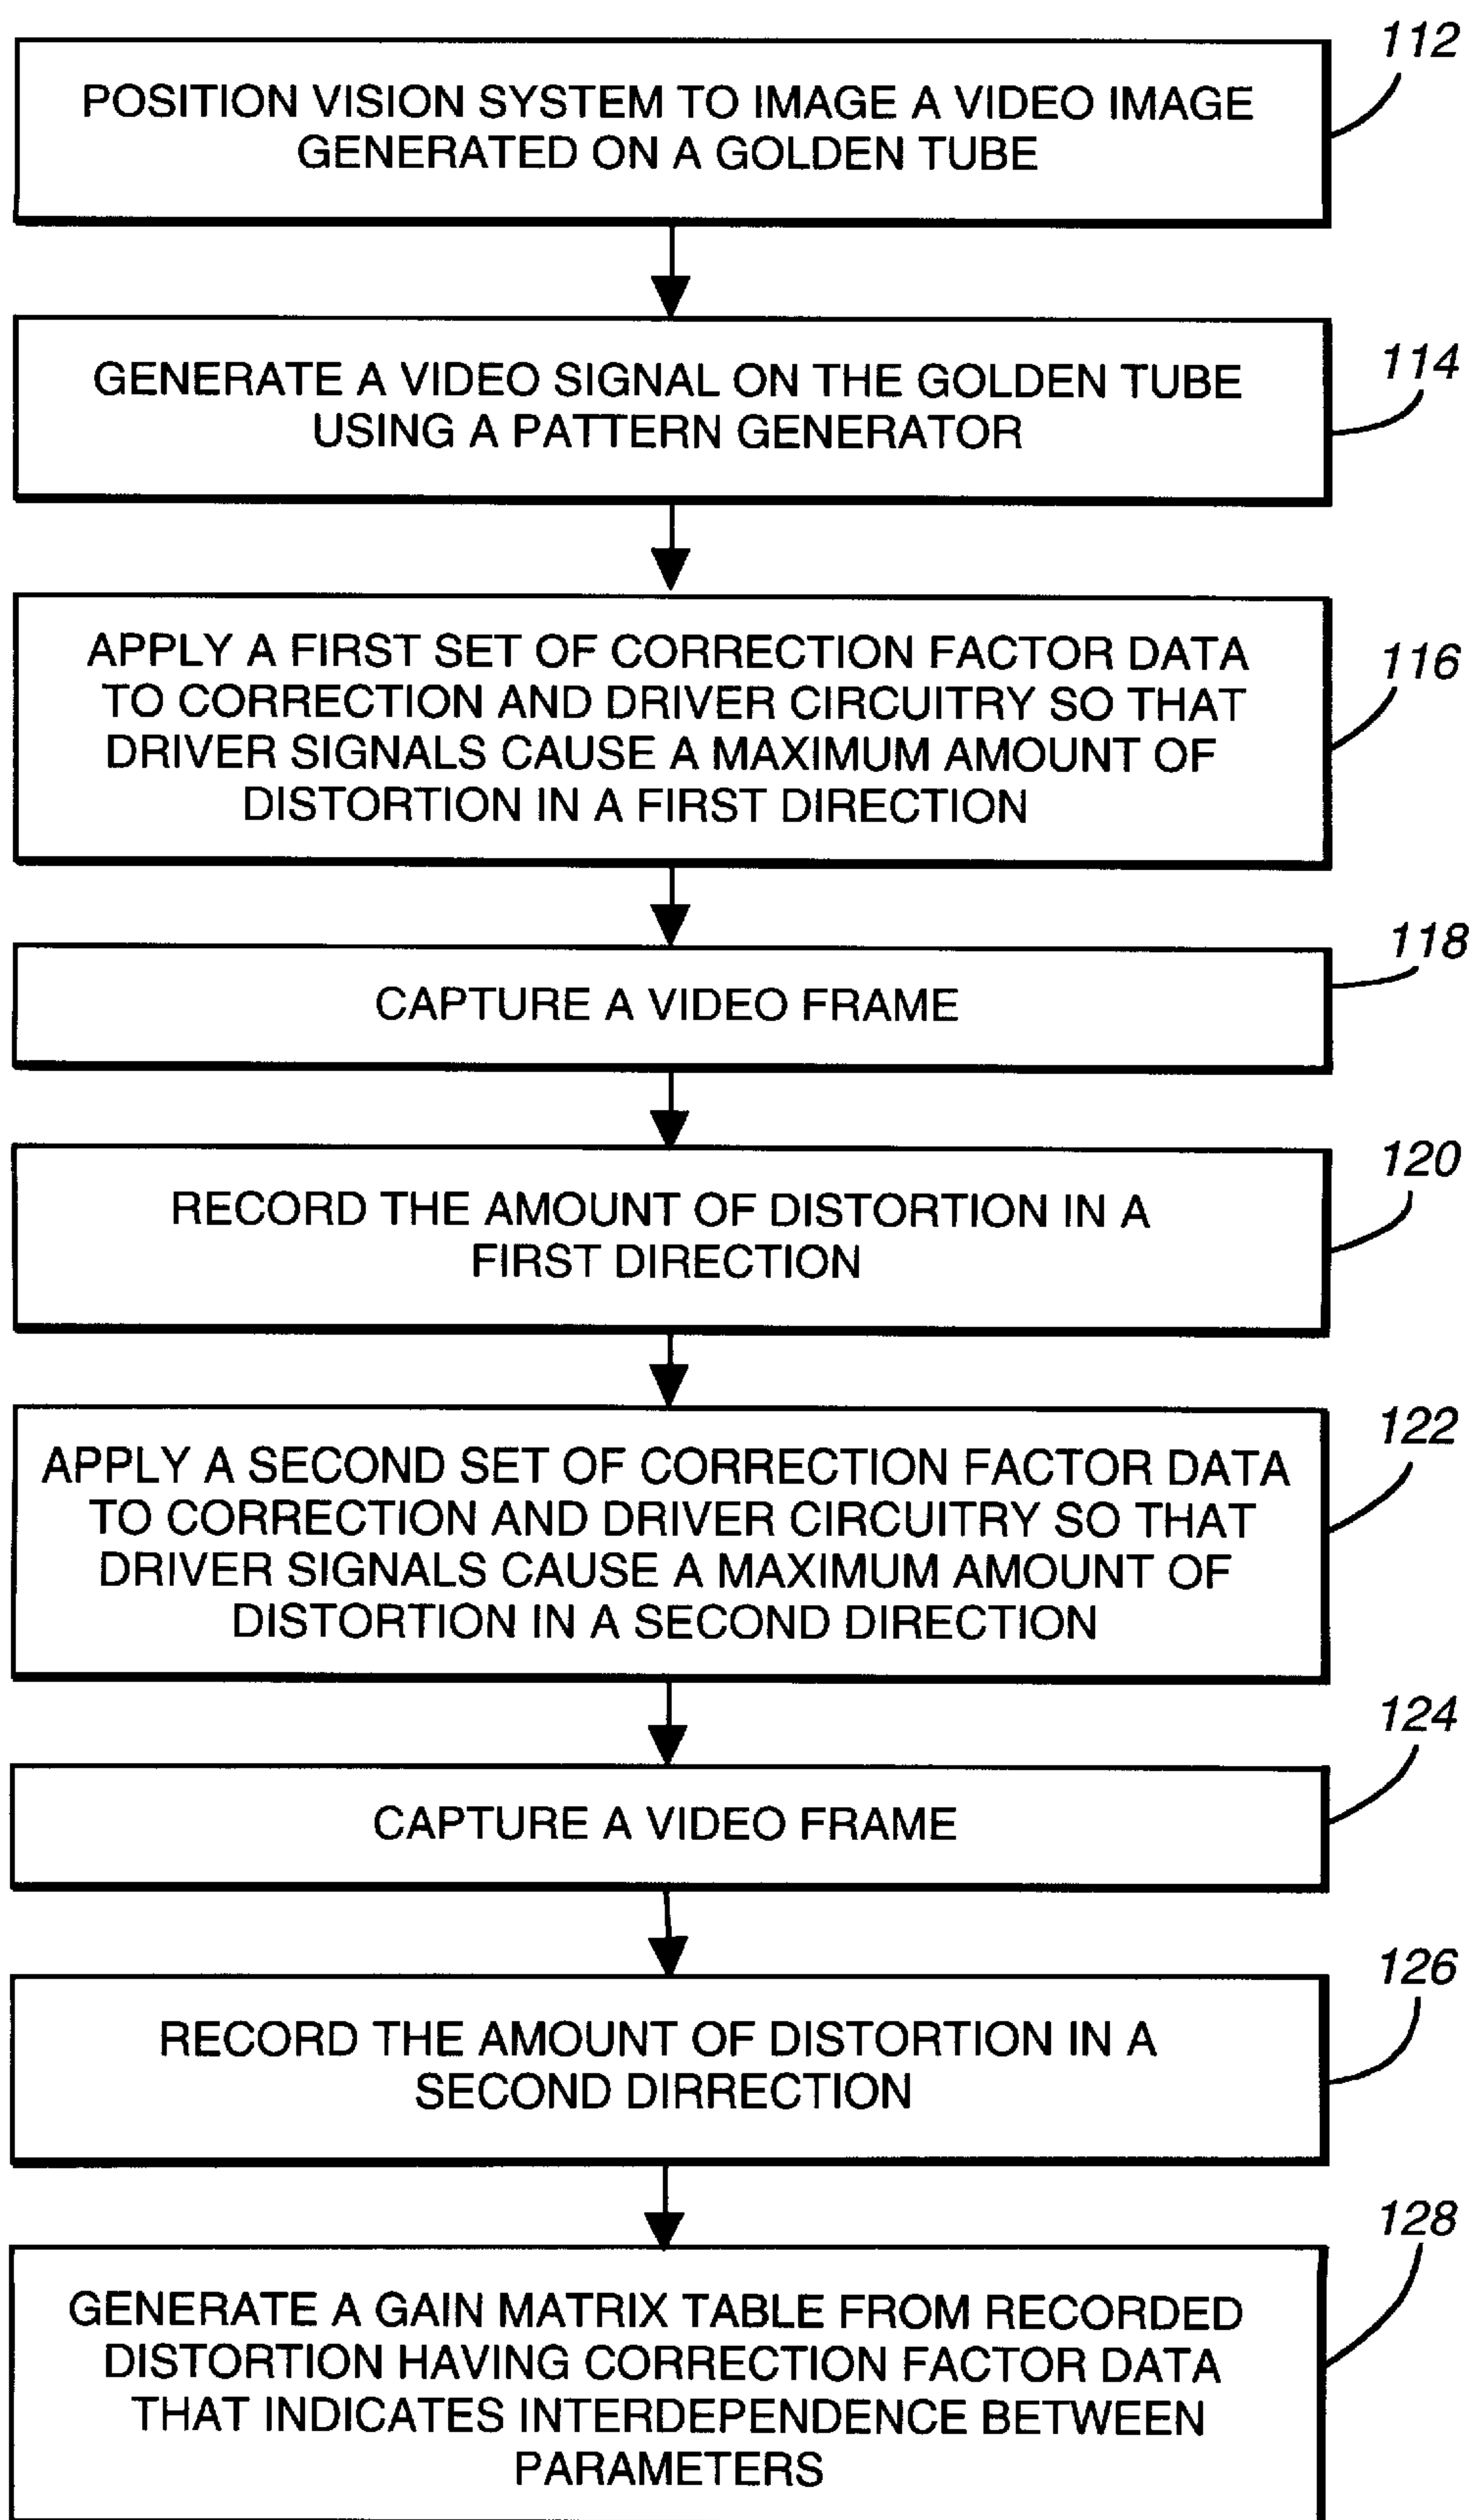 112
POSITION VISION SYSTEM TO IMAGE A VIDEO IMAGE
GENERATED ON A GOLDEN TUBE
114
GENERATE A VIDEO SIGNAL ON THE GOLDEN TUBE
USING A PATTERN GENERATOR
116
APPLY A FIRST SET OF CORRECTION FACTOR DATA
TO CORRECTION AND DRIVER CIRCUITRY SO THAT
DRIVER SIGNALS CAUSE A MAXIMUM AMOUNT OF
DISTORTION IN A FIRST DIRECTION
118
CAPTURE A VIDEO FRAME
120
RECORD THE AMOUNT OF DISTORTION IN A
FIRST DIRECTION
122
APPLY A SECOND SET OF CORRECTION FACTOR DATA
TO CORRECTION AND DRIVER CIRCUITRY SO THAT
DRIVER SIGNALS CAUSE A MAXIMUM AMOUNT OF
DISTORTION IN A SECOND DIRECTION
124
CAPTURE A VIDEO FRAME
126
RECORD THE AMOUNT OF DISTORTION IN A
SECOND DIRRECTION
128
GENERATE A GAIN MATRIX TABLE FROM RECORDED
DISTORTION HAVING CORRECTION FACTOR DATA
THAT INDICATES INTERDEPENDENCE BETWEEN
PARAMETERS